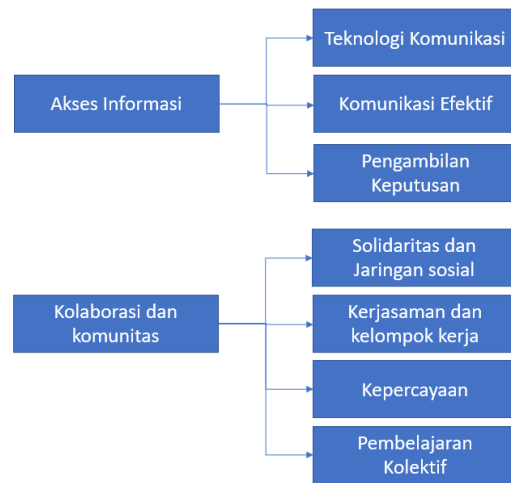 Akses Informasi
Teknologi Komunikasi
Komunikasi Efektif
Pengambilan
Keputusan
Kolaborasi dan
komunitas
Solidaritas dan
Jaringan sosial
Kerjasaman dan
kelompok kerja
Kepercayaan
Pembelajaran
Kolektif